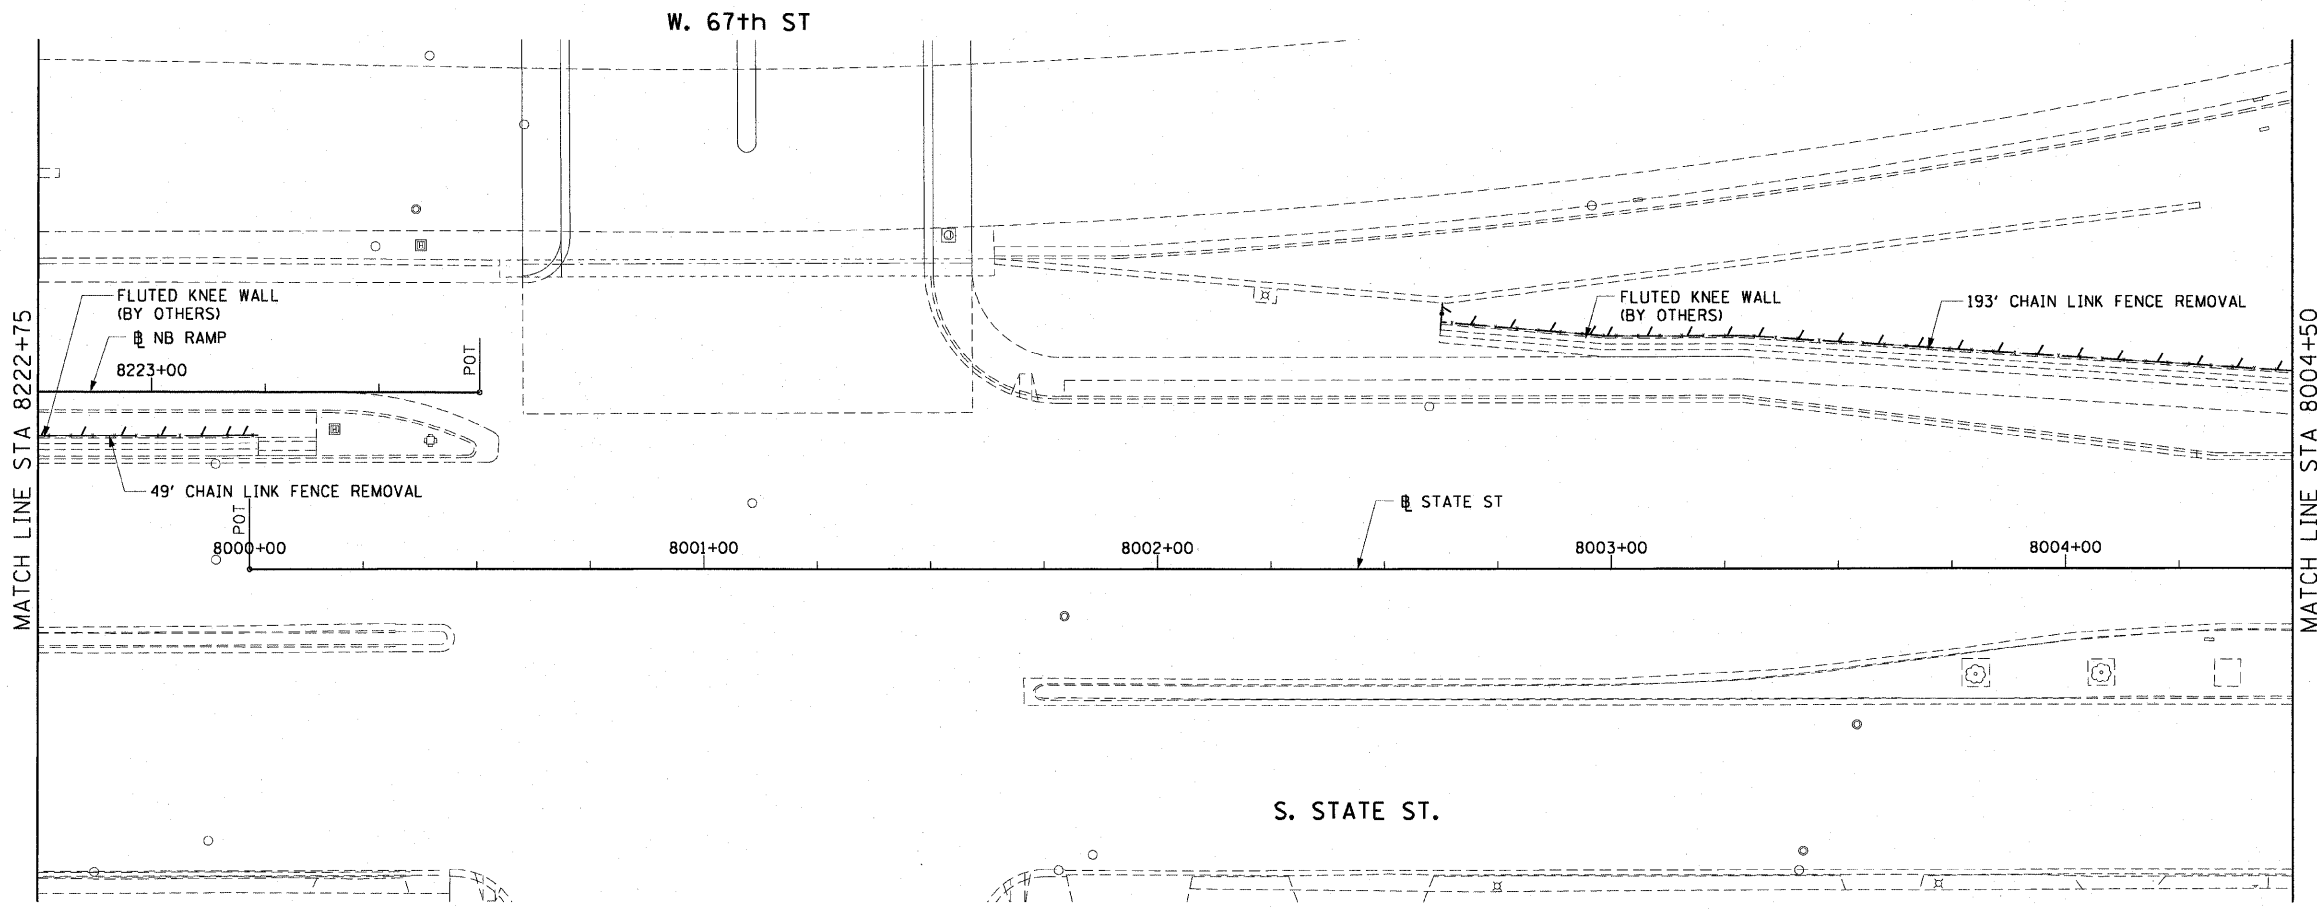 W. 67th ST
MATCH LINE STA 8222+75
FLUTED KNEE WALL
(BY OTHERS)
℄ NB RAMP
8223+00
POT
49' CHAIN LINK FENCE REMOVAL
FLUTED KNEE WALL
(BY OTHERS)
193' CHAIN LINK FENCE REMOVAL
MATCH LINE STA 8004+50
POT
℄ STATE ST
8000+00
8001+00
8002+00
8003+00
8004+00
S. STATE ST.